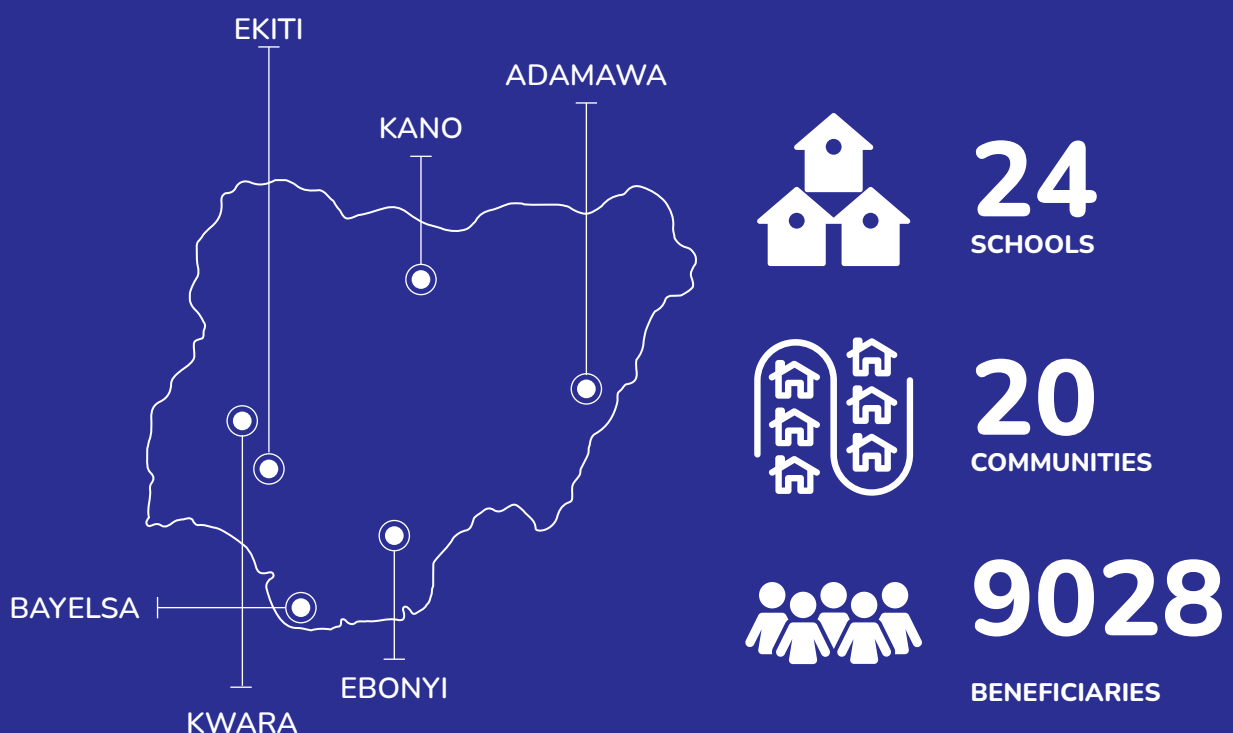 EKITI
ADAMAWA
KANO
BAYELSA
EBONYI
KWARA
24
SCHOOLS
20
COMMUNITIES
9028
BENEFICIARIES